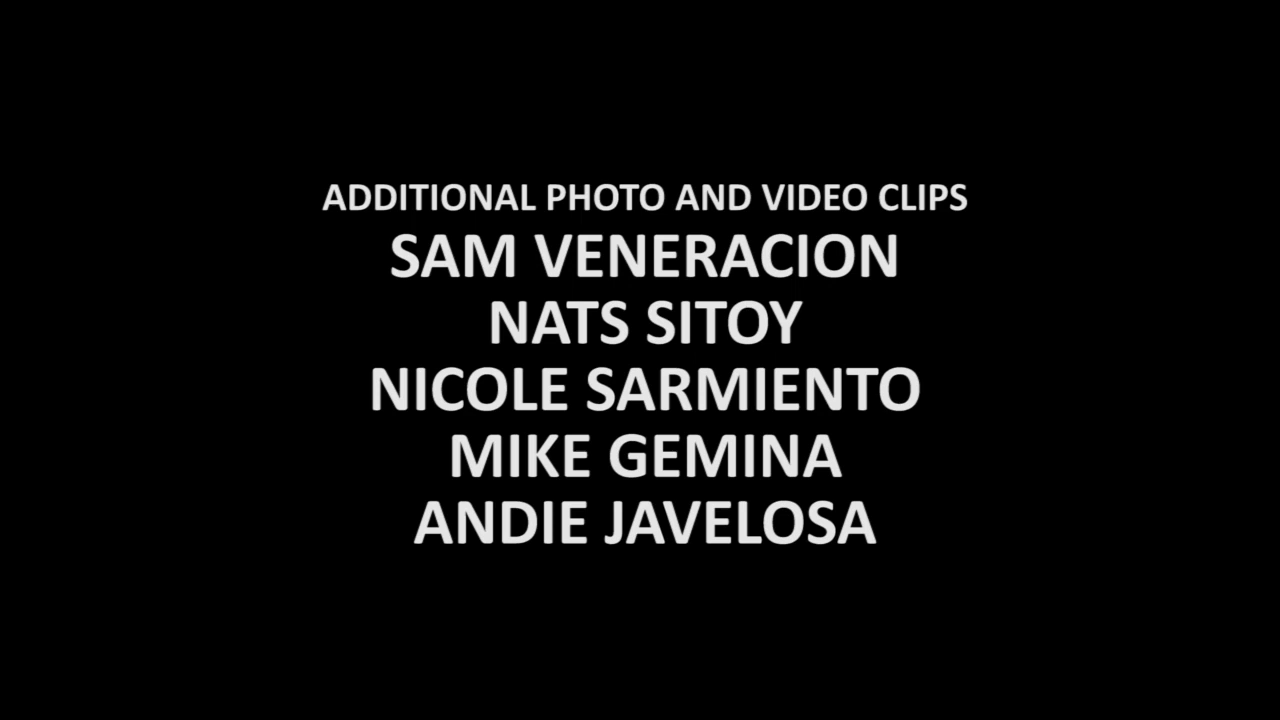 ADDITIONAL PHOTO AND VIDEO CLIPS
SAM VENERACION
NATS SITOY
NICOLE SARMIENTO
MIKE GEMINA
ANDIE JAVELOSA